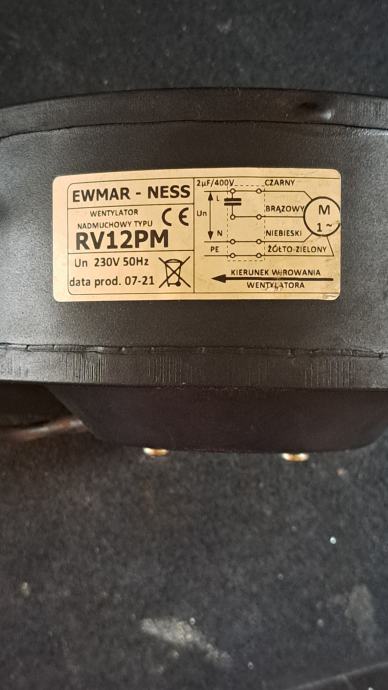 EWMAR - NESS
WENTYLATOR
NADMUCHOWY TYPU
CE
RV12PM
Un 230V 50Hz
data prod. 07-21
2µF/400V
CZARNY
L
Un
BRĄZOWY
M
1~
N
NIEBIESKI
PE
ŻÓŁTO-ZIELONY
KIERUNEK WIROWANIA
WENTYLATORA